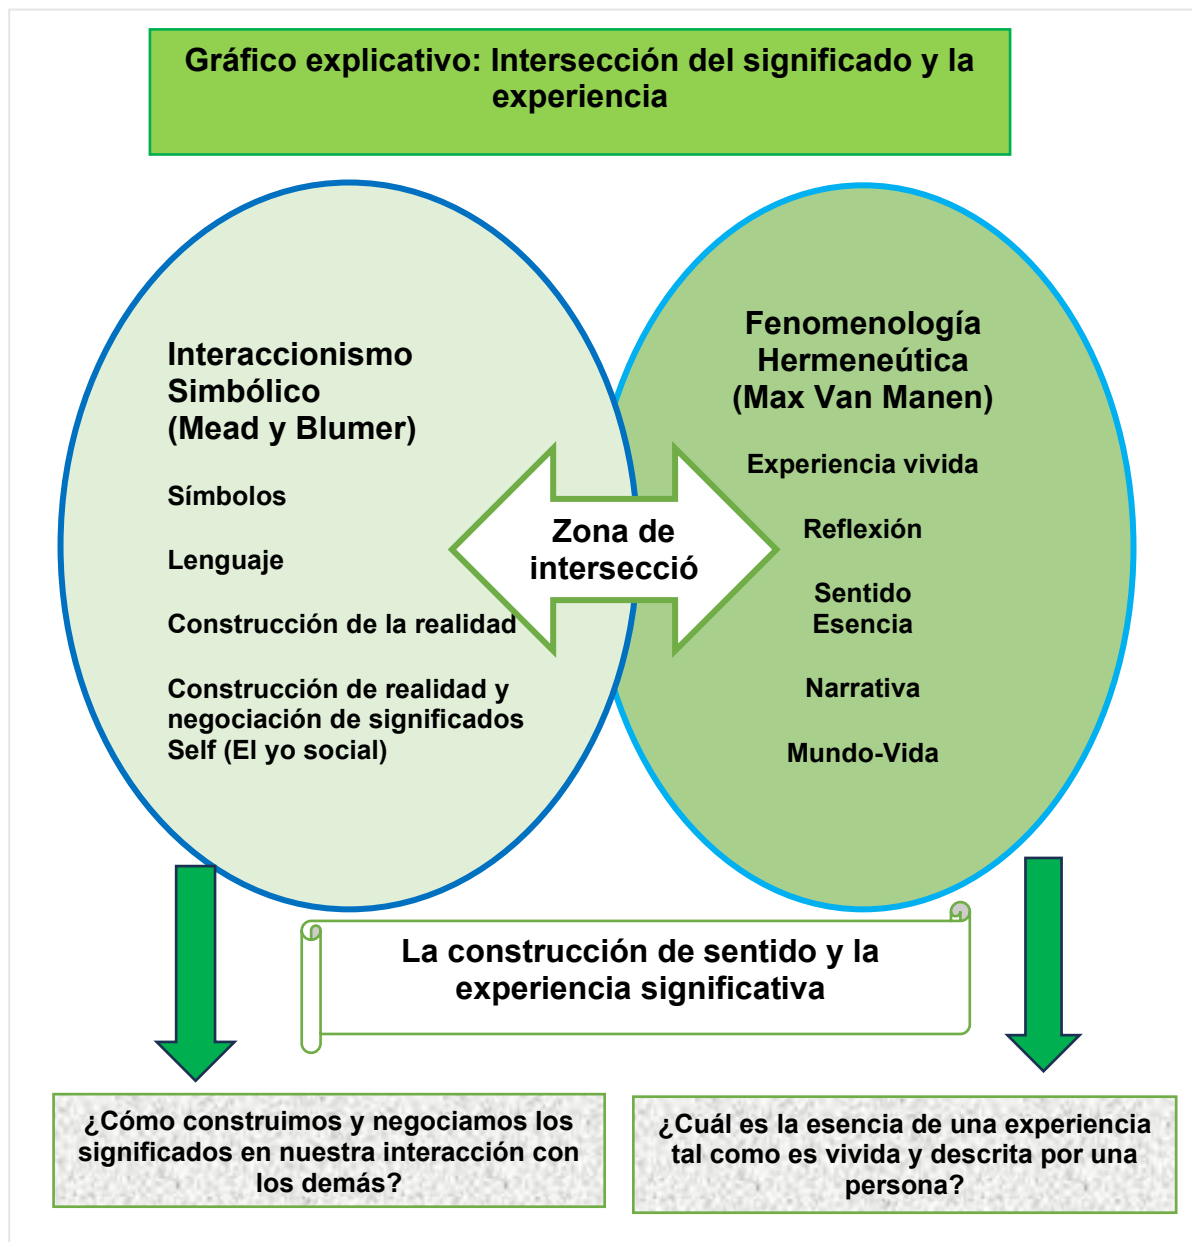 Gráfico explicativo: Intersección del significado y la
experiencia
Interaccionismo
Simbólico
(Mead y Blumer)
Símbolos
Lenguaje
Construcción de la realidad
Construcción de realidad y
negociación de significados
Self (El yo social)
Zona de
intersecció
Fenomenología
Hermeneútica
(Max Van Manen)
Experiencia vivida
Reflexión
Sentido
Esencia
Narrativa
Mundo-Vida
La construcción de sentido y la
experiencia significativa
¿Cómo construimos y negociamos los
significados en nuestra interacción con
los demás?
¿Cuál es la esencia de una experiencia
tal como es vivida y descrita por una
persona?